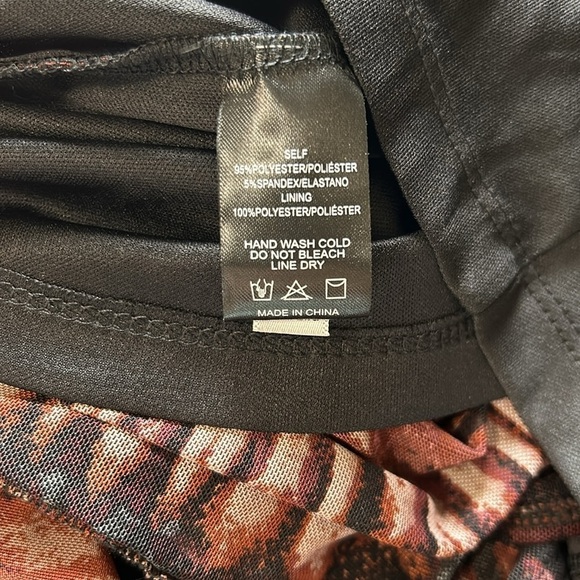 SELF
95%POLYESTER/POLIÉSTER
5%SPANDEX/ELASTANO
LINING
100%POLYESTER/POLIÉSTER
HAND WASH COLD
DO NOT BLEACH
LINE DRY
MADE IN CHINA